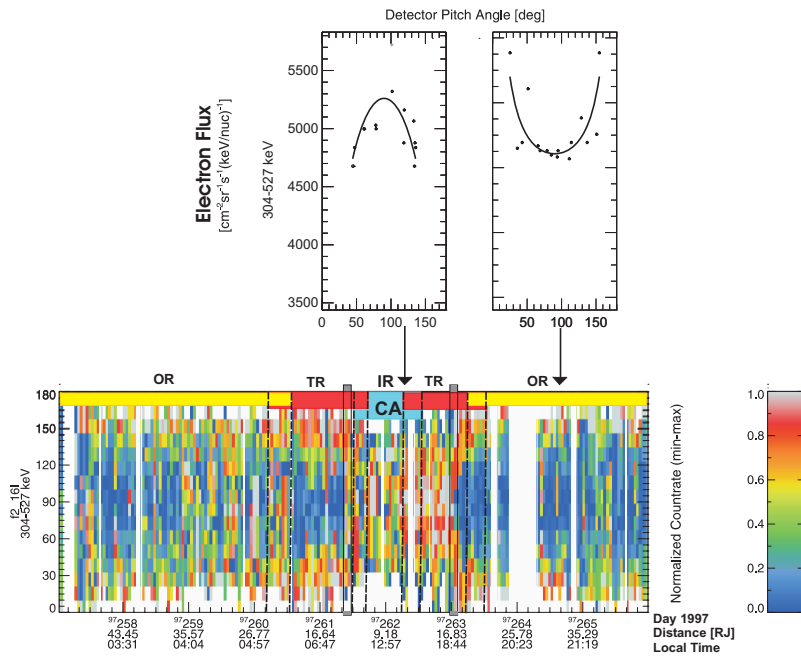 Detector Pitch Angle [deg]
Electron Flux
[cm⁻²sr⁻¹s⁻¹(keV/nuc)⁻¹]
304-527 keV
5500
5000
4500
4000
3500
0 50 100 150
50 100 150
OR TR IR TR OR
CA
f2_16I
304-527 keV
180
150
120
90
60
30
0
1.0
0.8
0.6
0.4
0.2
0.0
Normalized Countrate (min-max)
⁹⁷258 ⁹⁷259 ⁹⁷260 ⁹⁷261 ⁹⁷262 ⁹⁷263 ⁹⁷264 ⁹⁷265 Day 1997
43.45 35.57 26.77 16.64 9.18 16.83 25.78 35.29 Distance [RJ]
03:31 04:04 04:57 06:47 12:57 18:44 20:23 21:19 Local Time